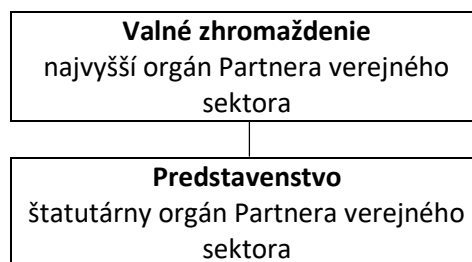 Valné zhromaždenie
najvyšší orgán Partnera verejného
sektora
Predstavenstvo
štatutárny orgán Partnera verejného
sektora